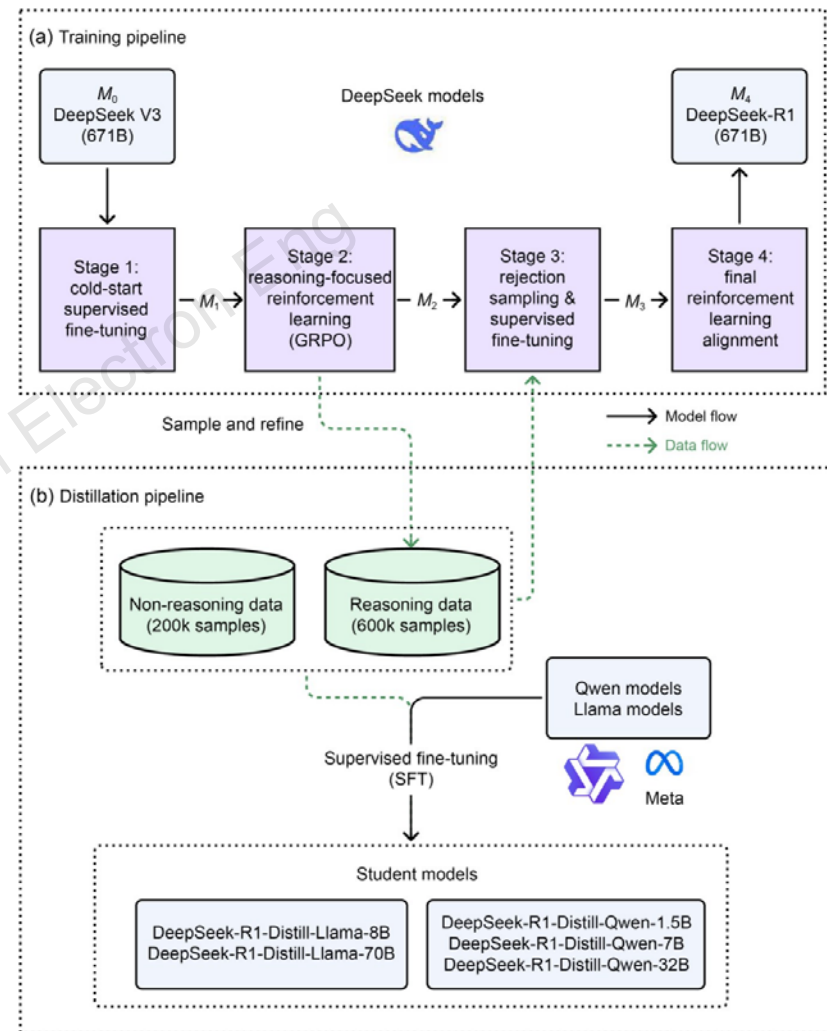 (a) Training pipeline
M0
DeepSeek V3
(671B)
DeepSeek models
M4
DeepSeek-R1
(671B)
Stage 1:
cold-start
supervised
fine-tuning
M1
Stage 2:
reasoning-focused
reinforcement
learning
(GRPO)
M2
Stage 3:
rejection
sampling &
supervised
fine-tuning
M3
Stage 4:
final
reinforcement
learning
alignment
Sample and refine
Model flow
Data flow
Electron Eng
(b) Distillation pipeline
Non-reasoning data
(200k samples)
Reasoning data
(600k samples)
Qwen models
Llama models
Supervised fine-tuning
(SFT)
Meta
Student models
DeepSeek-R1-Distill-Llama-8B
DeepSeek-R1-Distill-Llama-70B
DeepSeek-R1-Distill-Qwen-1.5B
DeepSeek-R1-Distill-Qwen-7B
DeepSeek-R1-Distill-Qwen-32B